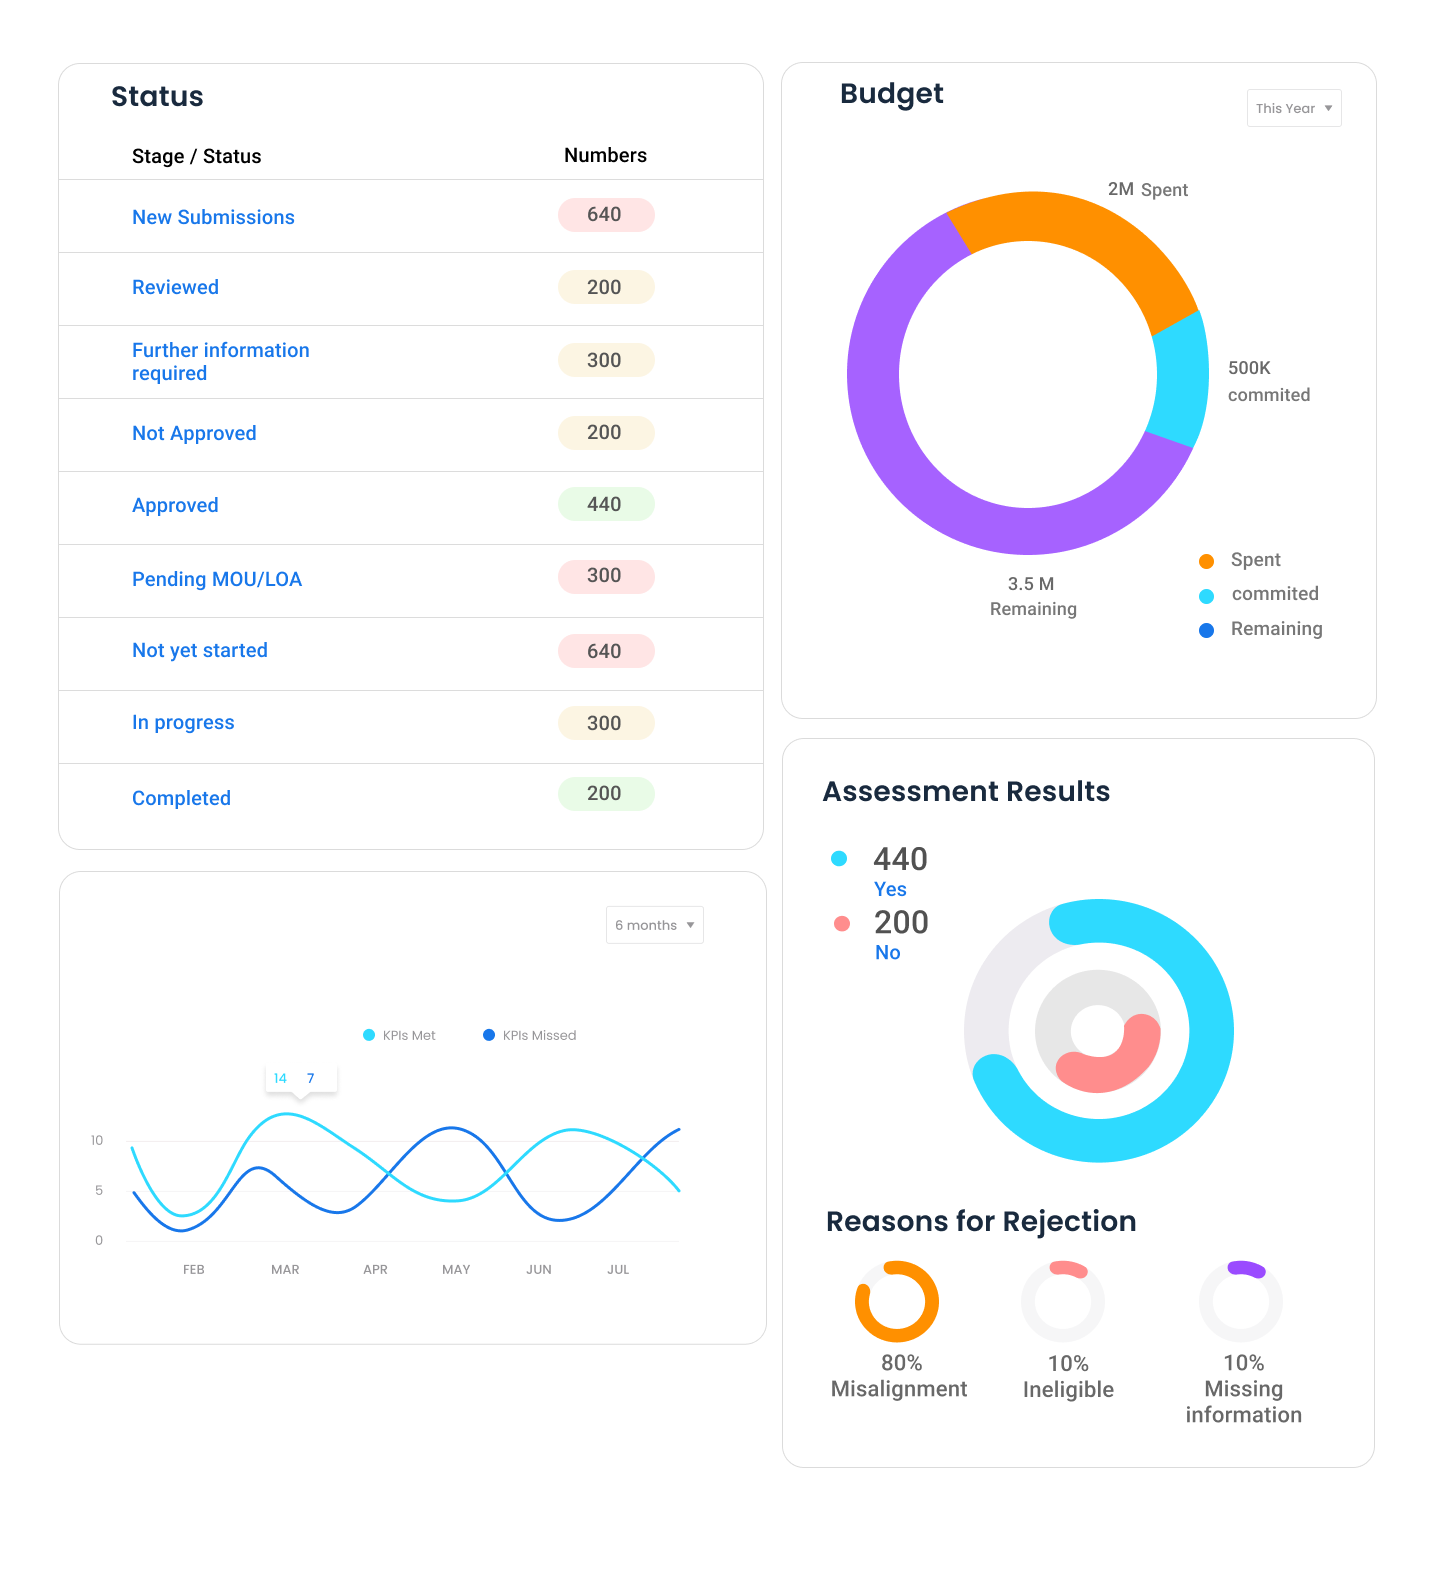 Status
Stage / Status Numbers
New Submissions 640
Reviewed 200
Further information
required 300
Not Approved 200
Approved 440
Pending MOU/LOA 300
Not yet started 640
In progress 300
Completed 200
Budget
This Year
2M Spent
500K
commited
3.5 M
Remaining
Spent
commited
Remaining
6 months
KPIs Met KPIs Missed
14 7
10
5
0
FEB MAR APR MAY JUN JUL
Assessment Results
440
Yes
200
No
Reasons for Rejection
80%
Misalignment
10%
Ineligible
10%
Missing
information